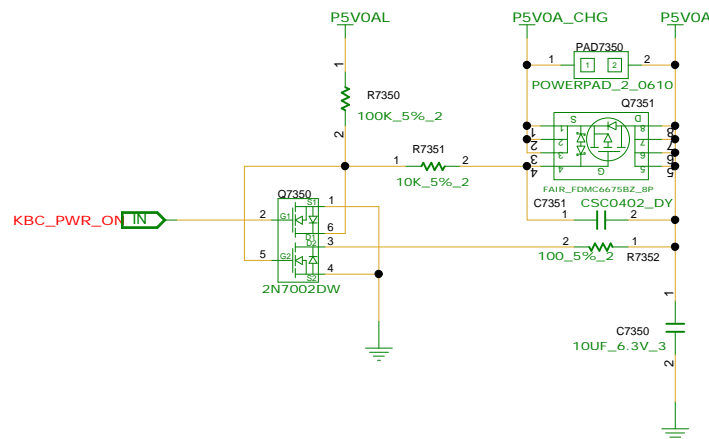 P5V0AL
P5V0A_CHG
P5V0A
PAD7350
1
1
2
2
POWERPAD_2_0610
1
R7350
100K_5%_2
2
Q7351
S
D
1
2
3
4
1
2
3
4
8
7
6
5
8
7
6
5
G
FAIR_FDMC6675BZ_8P
R7351
1
2
10K_5%_2
C7351
CSC0402_DY
1
2
Q7350
KBC_PWR_ON
IN
2
G1
S1
1
D1
6
5
G2
D2
3
S2
4
2N7002DW
2
1
100_5%_2
R7352
1
C7350
10UF_6.3V_3
2